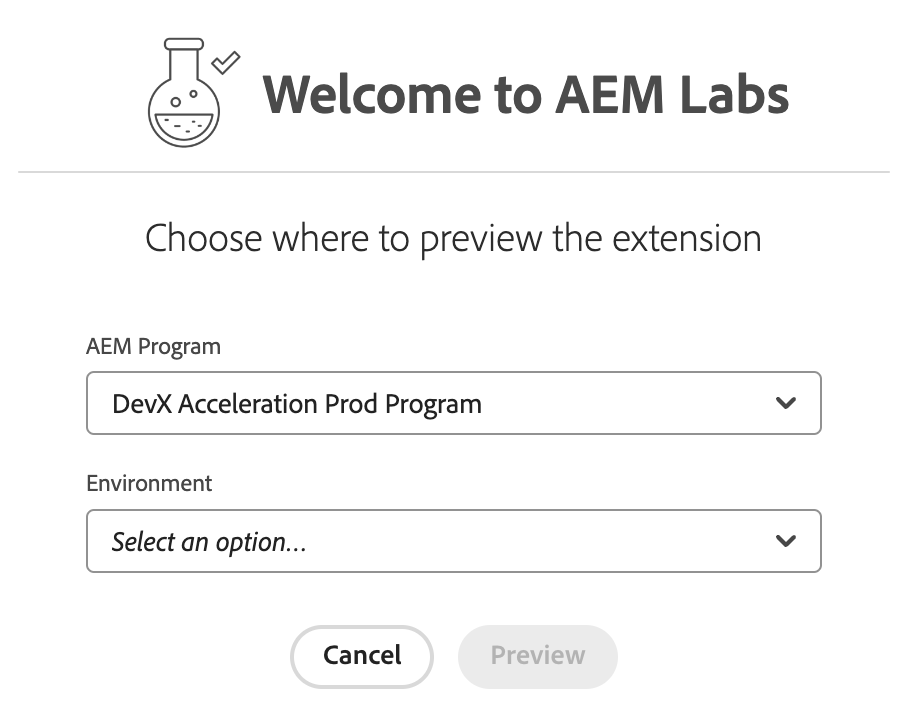 Welcome to AEM Labs
Choose where to preview the extension
AEM Program
DevX Acceleration Prod Program
Environment
Select an option...
Cancel
Preview